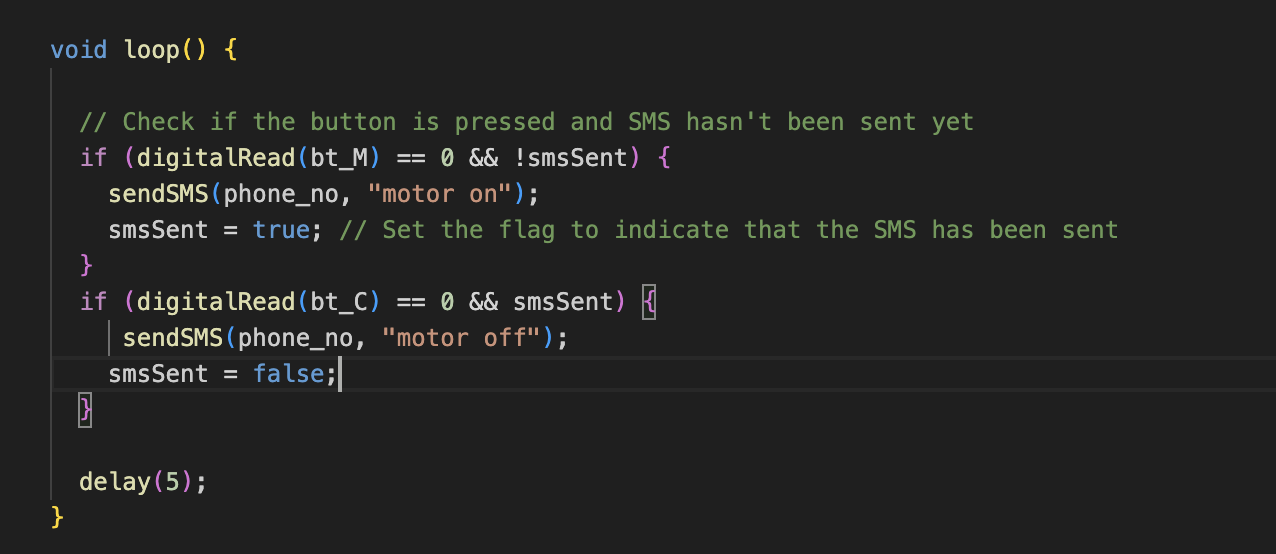 void loop() {
// Check if the button is pressed and SMS hasn't been sent yet
if (digitalRead(bt_M) == 0 && !smsSent) {
sendSMS(phone_no, "motor on");
smsSent = true; // Set the flag to indicate that the SMS has been sent
}
if (digitalRead(bt_C) == 0 && smsSent) {
sendSMS(phone_no, "motor off");
smsSent = false;
}
delay(5);
}